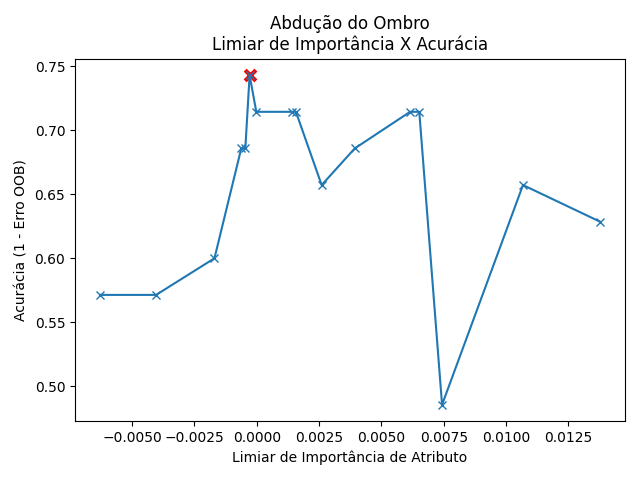 Abdução do Ombro
Limiar de Importância X Acurácia
Acurácia (1 - Erro OOB)
0.75
0.70
0.65
0.60
0.55
0.50
−0.0050 −0.0025 0.0000 0.0025 0.0050 0.0075 0.0100 0.0125
Limiar de Importância de Atributo